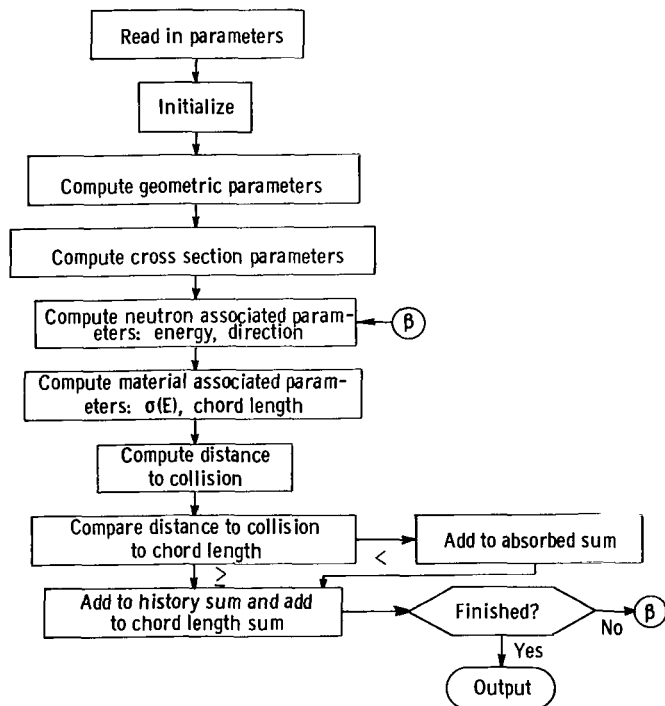 Read in parameters
Initialize
Compute geometric parameters
Compute cross section parameters
Compute neutron associated param-
eters: energy, direction
β
Compute material associated param-
eters: σ(E), chord length
Compute distance
to collision
Compare distance to collision
to chord length
<
Add to absorbed sum
≥
Add to history sum and add
to chord length sum
Finished?
No
β
Yes
Output